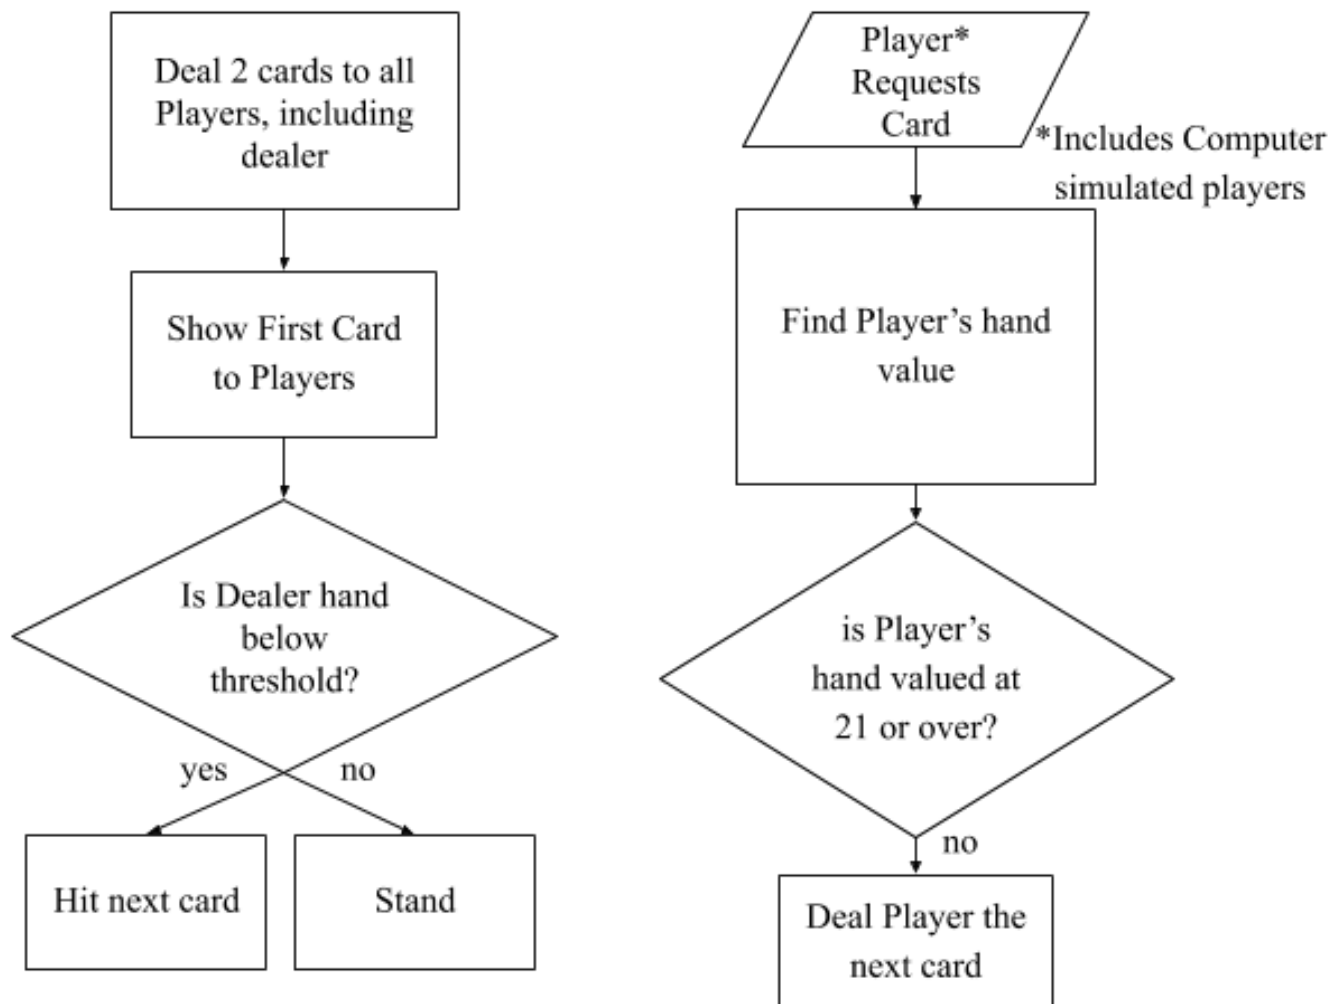 Deal 2 cards to all
Players, including
dealer
Show First Card
to Players
Is Dealer hand
below
threshold?
yes
no
Hit next card
Stand
Player*
Requests
Card
*Includes Computer
simulated players
Find Player’s hand
value
is Player’s
hand valued at
21 or over?
no
Deal Player the
next card